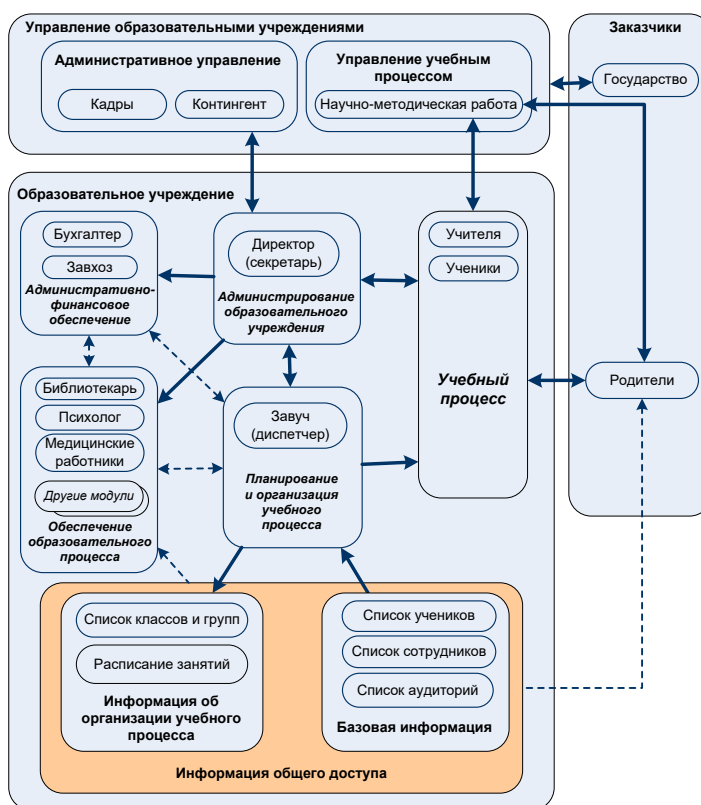 Управление образовательными учреждениями
Административное управление
Кадры
Контингент
Управление учебным
процессом
Научно-методическая работа
Заказчики
Государство
Родители
Образовательное учреждение
Бухгалтер
Завхоз
Административно-
финансовое
обеспечение
Директор
(секретарь)
Администрирование
образовательного
учреждения
Учителя
Ученики
Учебный
процесс
Библиотекарь
Психолог
Медицинские
работники
Другие модули
Обеспечение
образовательного
процесса
Завуч
(диспетчер)
Планирование
и организация
учебного
процесса
Список классов и групп
Расписание занятий
Информация об
организации учебного
процесса
Список учеников
Список сотрудников
Список аудиторий
Базовая информация
Информация общего доступа